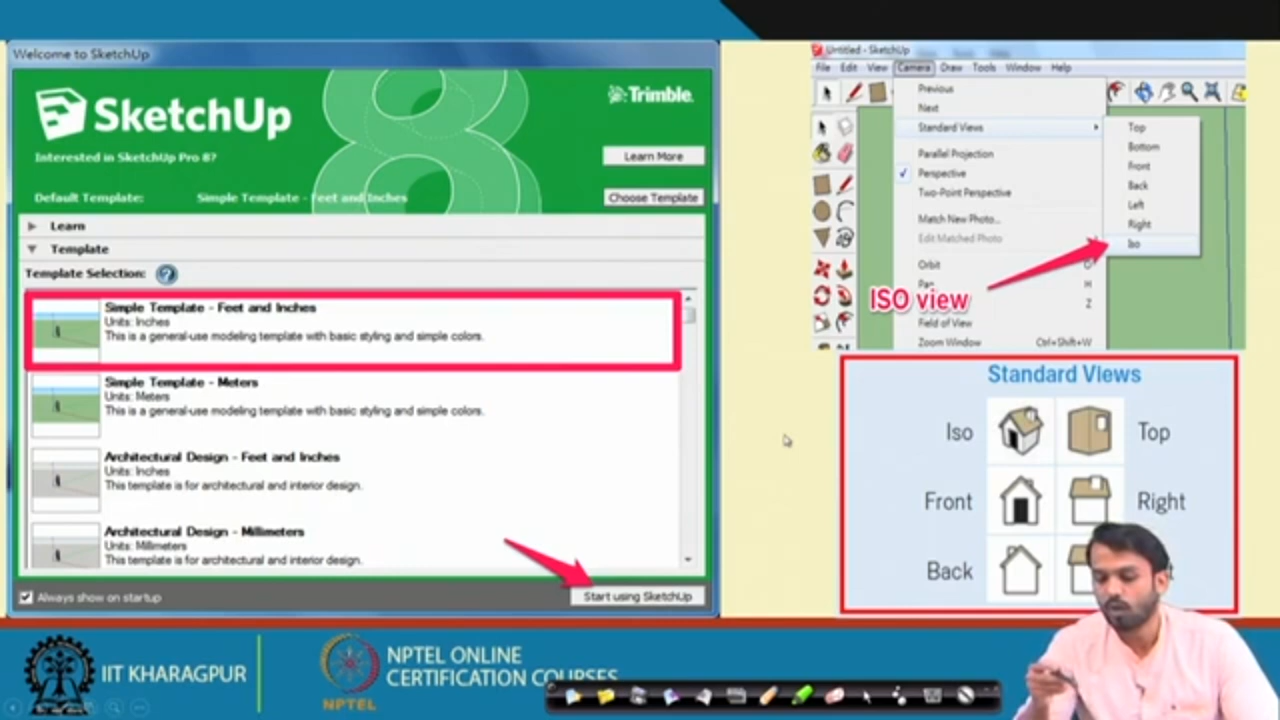 Welcome to SketchUp
SketchUp
Trimble.
Interested in SketchUp Pro 8?
Learn More
Default Template:
Simple Template - Feet and Inches
Choose Template
Learn
Template
Template Selection:
Simple Template - Feet and Inches
Units: Inches
This is a general-use modeling template with basic styling and simple colors.
Simple Template - Meters
Units: Meters
This is a general-use modeling template with basic styling and simple colors.
Architectural Design - Feet and Inches
Units: Inches
This template is for architectural and interior design.
Architectural Design - Millimeters
Units: Millimeters
This template is for architectural and interior design.
Always show on startup
Start using SketchUp
Untitled - SketchUp
File Edit View Camera Draw Tools Window Help
Previous
Next
Standard Views
Parallel Projection
Perspective
Two-Point Perspective
Match New Photo...
Edit Matched Photo
Orbit
Pan H
Z
Field of View
Zoom Window Ctrl+Shift+W
Top
Bottom
Front
Back
Left
Right
Iso
ISO view
Standard Views
Iso
Top
Front
Right
Back
IIT KHARAGPUR
NPTEL
NPTEL ONLINE
CERTIFICATION COURSES